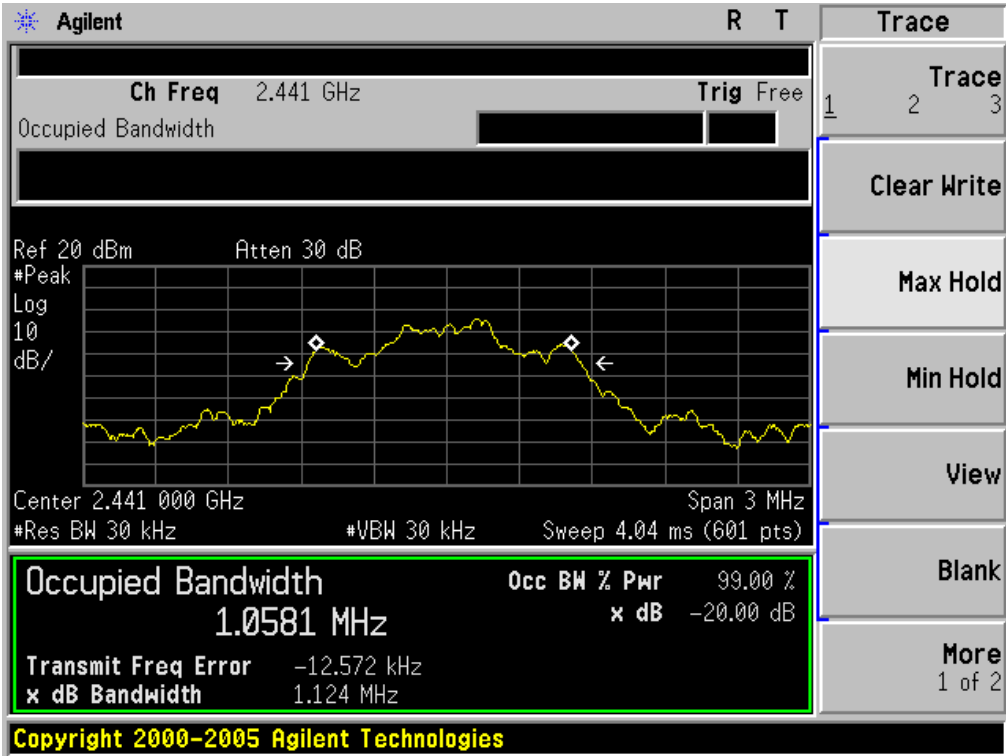 Agilent R T
Trace
Ch Freq 2.441 GHz Trig Free
Occupied Bandwidth
Trace
1 2 3
Clear Write
Max Hold
Min Hold
View
Blank
More
1 of 2
Ref 20 dBm Atten 30 dB
#Peak
Log
10
dB/
Center 2.441 000 GHz Span 3 MHz
#Res BW 30 kHz #VBW 30 kHz Sweep 4.04 ms (601 pts)
Occupied Bandwidth Occ BW % Pwr 99.00 %
1.0581 MHz x dB -20.00 dB
Transmit Freq Error -12.572 kHz
x dB Bandwidth 1.124 MHz
Copyright 2000-2005 Agilent Technologies